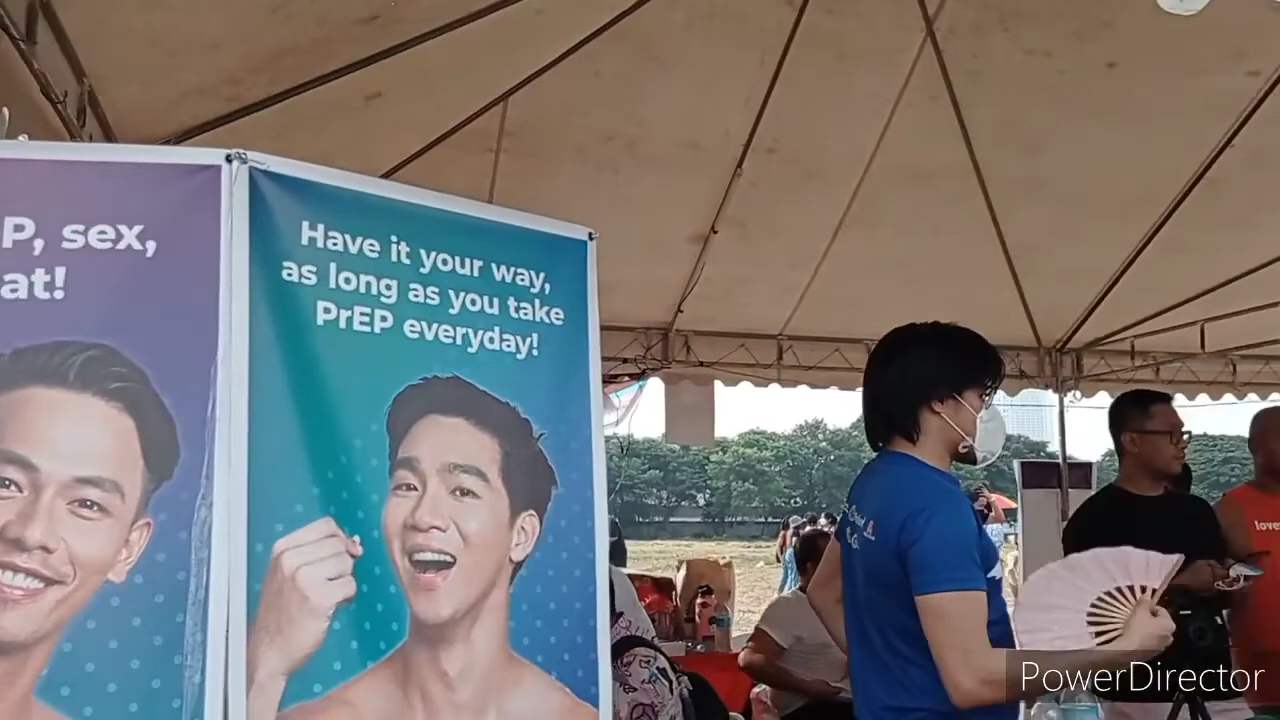 P, sex,
at!
Have it your way,
as long as you take
PrEP everyday!
love
PowerDirector